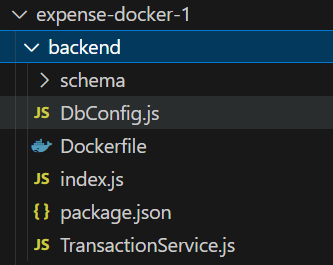 expense-docker-1
backend
schema
JS DbConfig.js
Dockerfile
JS index.js
{} package.json
JS TransactionService.js